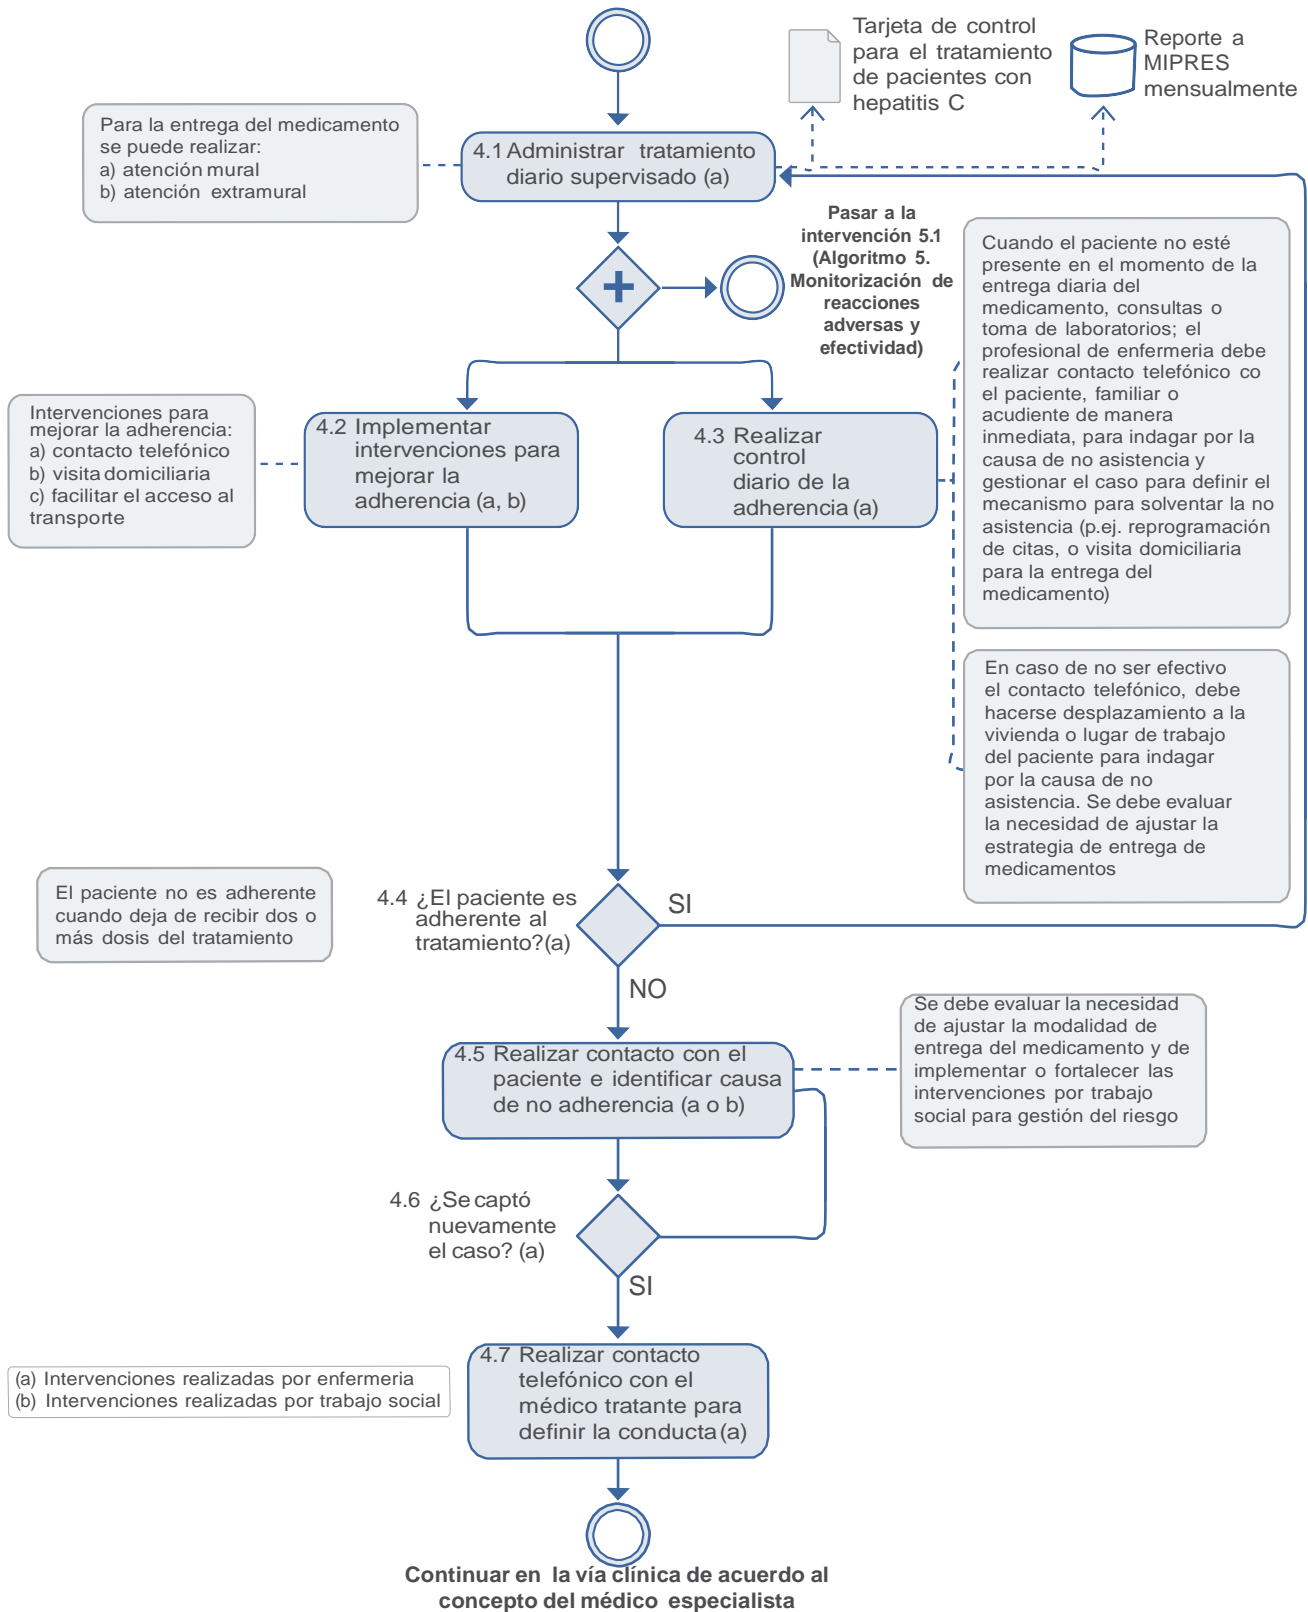 Tarjeta de control
para el tratamiento
de pacientes con
hepatitis C
Reporte a
MIPRES
mensualmente
Para la entrega del medicamento
se puede realizar:
a) atención mural
b) atención extramural
4.1 Administrar tratamiento
diario supervisado (a)
Pasar a la
intervención 5.1
(Algoritmo 5.
Monitorización de
reacciones
adversas y
efectividad)
Cuando el paciente no esté
presente en el momento de la
entrega diaria del
medicamento, consultas o
toma de laboratorios; el
profesional de enfermeria debe
realizar contacto telefónico co
el paciente, familiar o
acudiente de manera
inmediata, para indagar por la
causa de no asistencia y
gestionar el caso para definir el
mecanismo para solventar la no
asistencia (p.ej. reprogramación
de citas, o visita domiciliaria
para la entrega del
medicamento)
Intervenciones para
mejorar la adherencia:
a) contacto telefónico
b) visita domiciliaria
c) facilitar el acceso al
transporte
4.2 Implementar
intervenciones para
mejorar la
adherencia (a, b)
4.3 Realizar
control
diario de la
adherencia (a)
En caso de no ser efectivo
el contacto telefónico, debe
hacerse desplazamiento a la
vivienda o lugar de trabajo
del paciente para indagar
por la causa de no
asistencia. Se debe evaluar
la necesidad de ajustar la
estrategia de entrega de
medicamentos
El paciente no es adherente
cuando deja de recibir dos o
más dosis del tratamiento
4.4 ¿El paciente es
adherente al
tratamiento?(a)
SI
NO
4.5 Realizar contacto con el
paciente e identificar causa
de no adherencia (a o b)
Se debe evaluar la necesidad
de ajustar la modalidad de
entrega del medicamento y de
implementar o fortalecer las
intervenciones por trabajo
social para gestión del riesgo
4.6 ¿Se captó
nuevamente
el caso? (a)
SI
4.7 Realizar contacto
telefónico con el
médico tratante para
definir la conducta (a)
(a) Intervenciones realizadas por enfermeria
(b) Intervenciones realizadas por trabajo social
Continuar en la vía clínica de acuerdo al
concepto del médico especialista